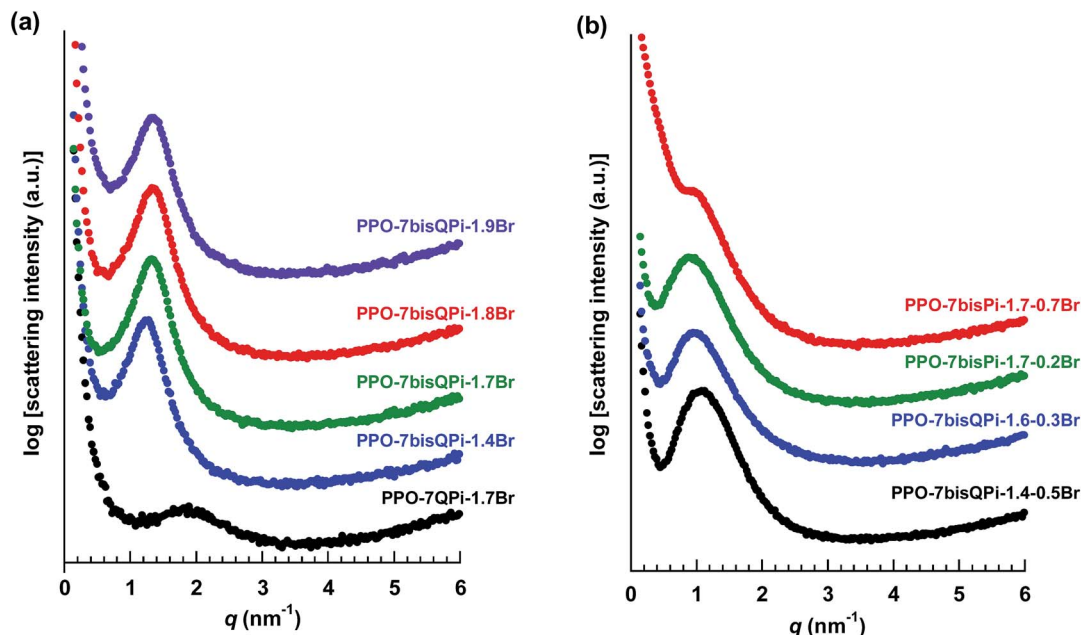 (a)
log [scattering intensity (a.u.)]
PPO-7bisQPi-1.9Br
PPO-7bisQPi-1.8Br
PPO-7bisQPi-1.7Br
PPO-7bisQPi-1.4Br
PPO-7QPi-1.7Br
0 1 2 3 4 5 6
q (nm-1)
(b)
log [scattering intensity (a.u.)]
PPO-7bisPi-1.7-0.7Br
PPO-7bisPi-1.7-0.2Br
PPO-7bisQPi-1.6-0.3Br
PPO-7bisQPi-1.4-0.5Br
0 1 2 3 4 5 6
q (nm-1)